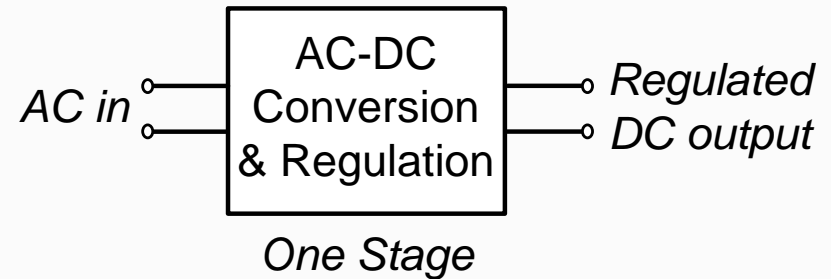 AC-DC
Conversion
& Regulation
AC in
Regulated
DC output
One Stage